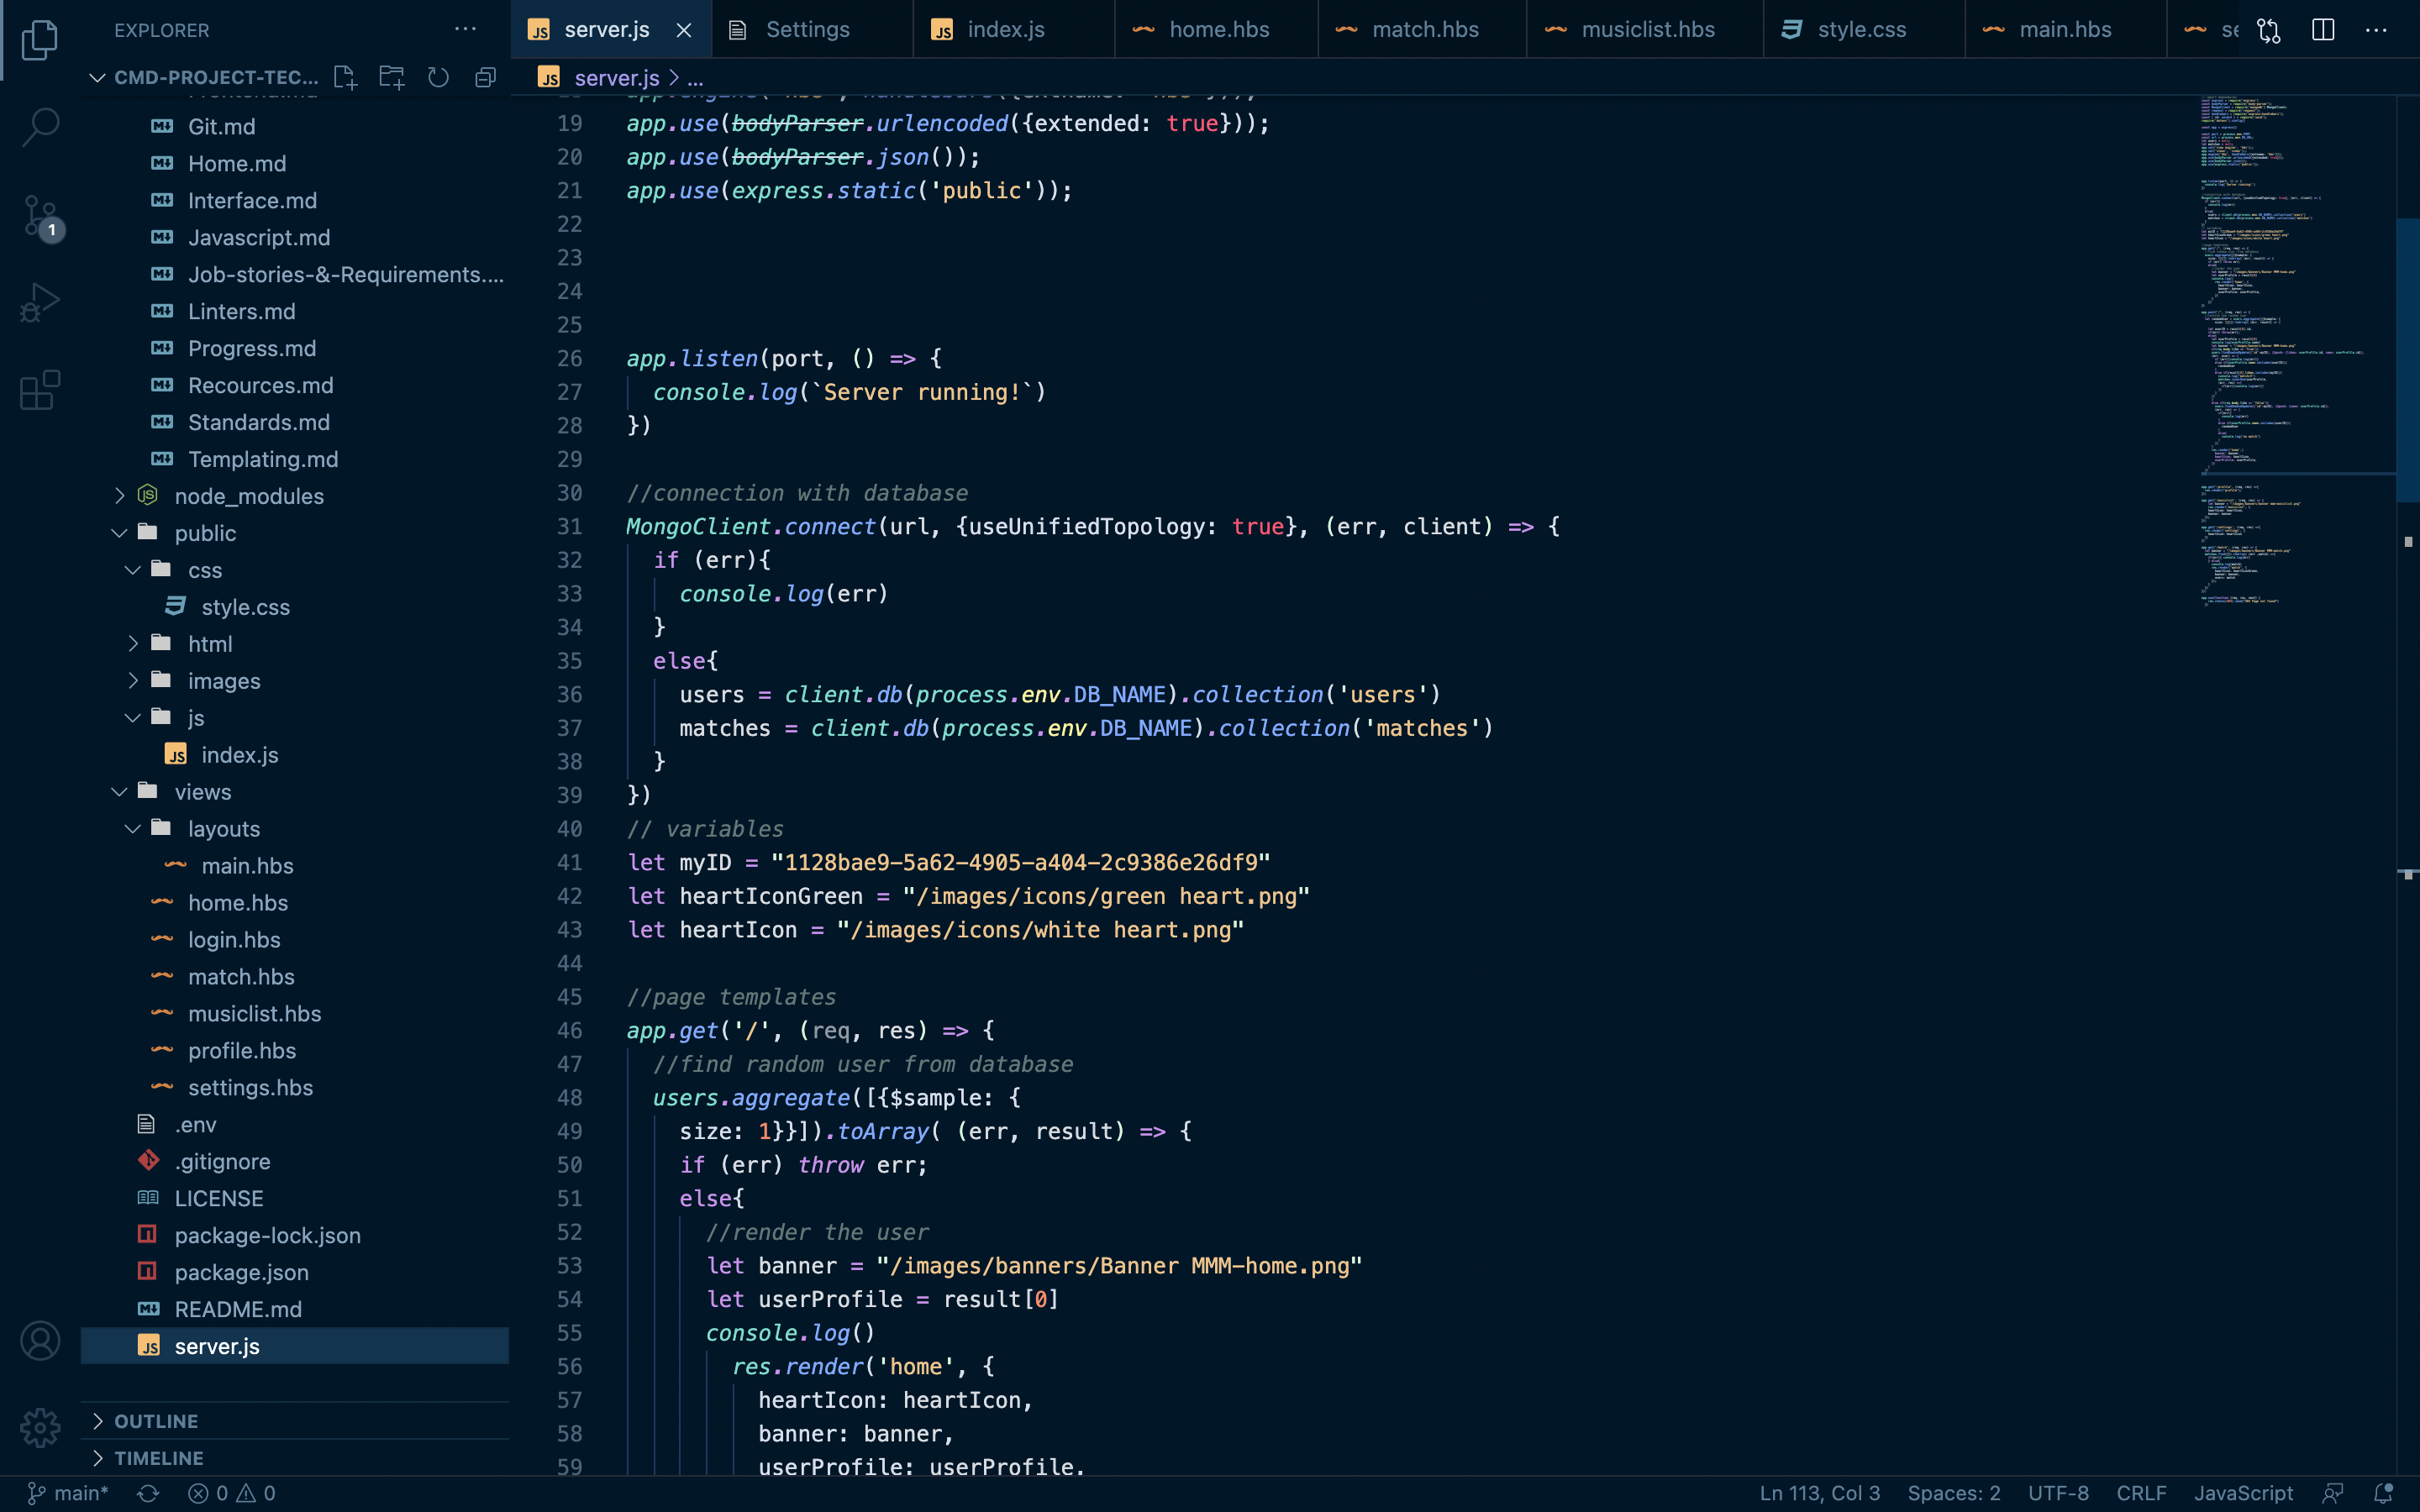 EXPLORER
CMD-PROJECT-TEC...
Git.md
Home.md
Interface.md
Javascript.md
Job-stories-&-Requirements....
Linters.md
Progress.md
Recources.md
Standards.md
Templating.md
node_modules
public
css
style.css
html
images
js
index.js
views
layouts
main.hbs
home.hbs
login.hbs
match.hbs
musiclist.hbs
profile.hbs
settings.hbs
.env
.gitignore
LICENSE
package-lock.json
package.json
README.md
server.js
OUTLINE
TIMELINE
1
server.js Settings index.js home.hbs match.hbs musiclist.hbs style.css main.hbs
server.js > ...
19 app.use(bodyParser.urlencoded({extended: true}));
20 app.use(bodyParser.json());
21 app.use(express.static('public'));
22
23
24
25
26 app.listen(port, () => {
27 console.log(`Server running!`)
28 })
29
30 //connection with database
31 MongoClient.connect(url, {useUnifiedTopology: true}, (err, client) => {
32 if (err){
33 console.log(err)
34 }
35 else{
36 users = client.db(process.env.DB_NAME).collection('users')
37 matches = client.db(process.env.DB_NAME).collection('matches')
38 }
39 })
40 // variables
41 let myID = "1128bae9-5a62-4905-a404-2c9386e26df9"
42 let heartIconGreen = "/images/icons/green heart.png"
43 let heartIcon = "/images/icons/white heart.png"
44
45 //page templates
46 app.get('/', (req, res) => {
47 //find random user from database
48 users.aggregate([{$sample: {
49 size: 1}}]).toArray( (err, result) => {
50 if (err) throw err;
51 else{
52 //render the user
53 let banner = "/images/banners/Banner MMM-home.png"
54 let userProfile = result[0]
55 console.log()
56 res.render('home', {
57 heartIcon: heartIcon,
58 banner: banner,
59 userProfile: userProfile,
main* 0 0 Ln 113, Col 3 Spaces: 2 UTF-8 CRLF JavaScript